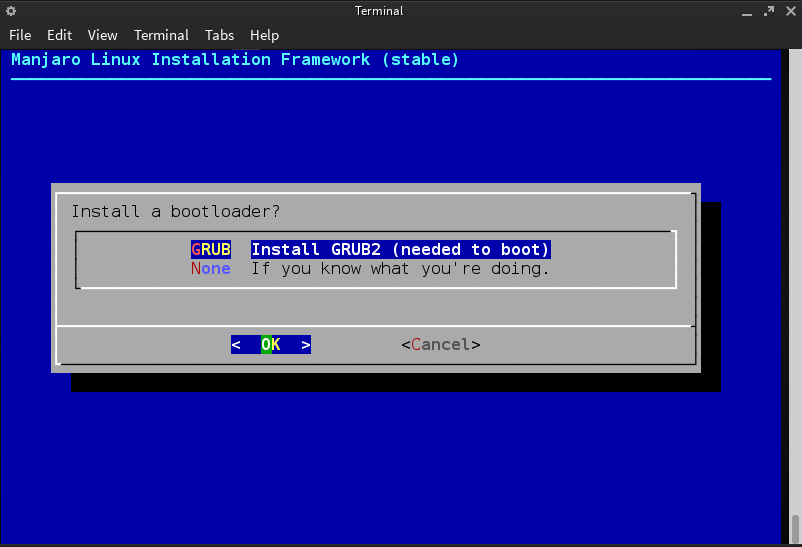 Terminal
File Edit View Terminal Tabs Help
Manjaro Linux Installation Framework (stable)
Install a bootloader?
GRUB Install GRUB2 (needed to boot)
None If you know what you're doing.
< OK > <Cancel>